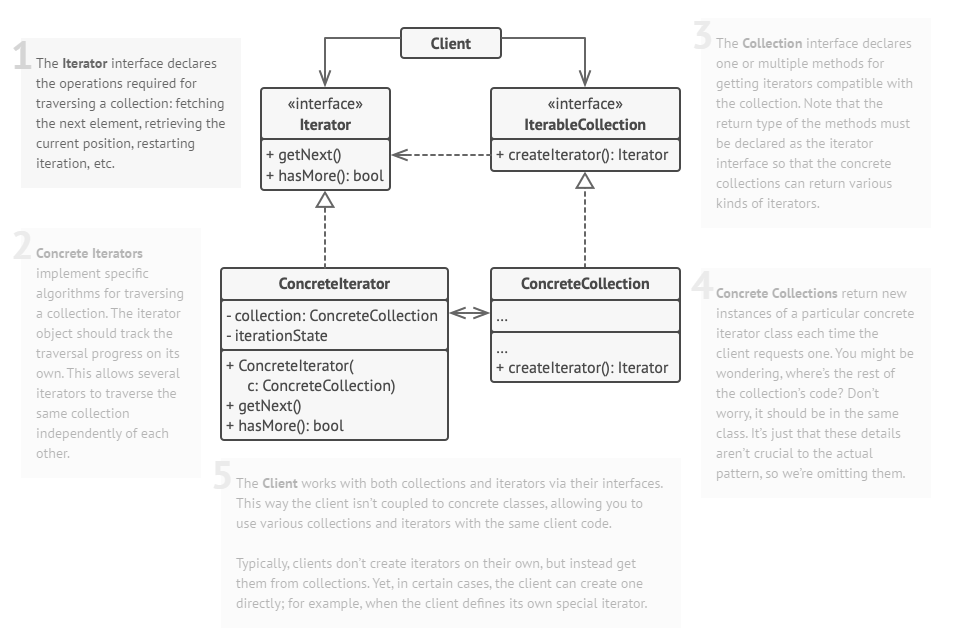 Client
1
The Iterator interface declares
the operations required for
traversing a collection: fetching
the next element, retrieving the
current position, restarting
iteration, etc.
«interface»
Iterator
+ getNext()
+ hasMore(): bool
«interface»
IterableCollection
+ createIterator(): Iterator
3
The Collection interface declares
one or multiple methods for
getting iterators compatible with
the collection. Note that the
return type of the methods must
be declared as the iterator
interface so that the concrete
collections can return various
kinds of iterators.
2
Concrete Iterators
implement specific
algorithms for traversing
a collection. The iterator
object should track the
traversal progress on its
own. This allows several
iterators to traverse the
same collection
independently of each
other.
ConcreteIterator
- collection: ConcreteCollection
- iterationState
+ ConcreteIterator(
c: ConcreteCollection)
+ getNext()
+ hasMore(): bool
ConcreteCollection
...
...
+ createIterator(): Iterator
4
Concrete Collections return new
instances of a particular concrete
iterator class each time the
client requests one. You might be
wondering, where's the rest of
the collection's code? Don't
worry, it should be in the same
class. It's just that these details
aren't crucial to the actual
pattern, so we're omitting them.
5
The Client works with both collections and iterators via their interfaces.
This way the client isn't coupled to concrete classes, allowing you to
use various collections and iterators with the same client code.
Typically, clients don't create iterators on their own, but instead get
them from collections. Yet, in certain cases, the client can create one
directly; for example, when the client defines its own special iterator.